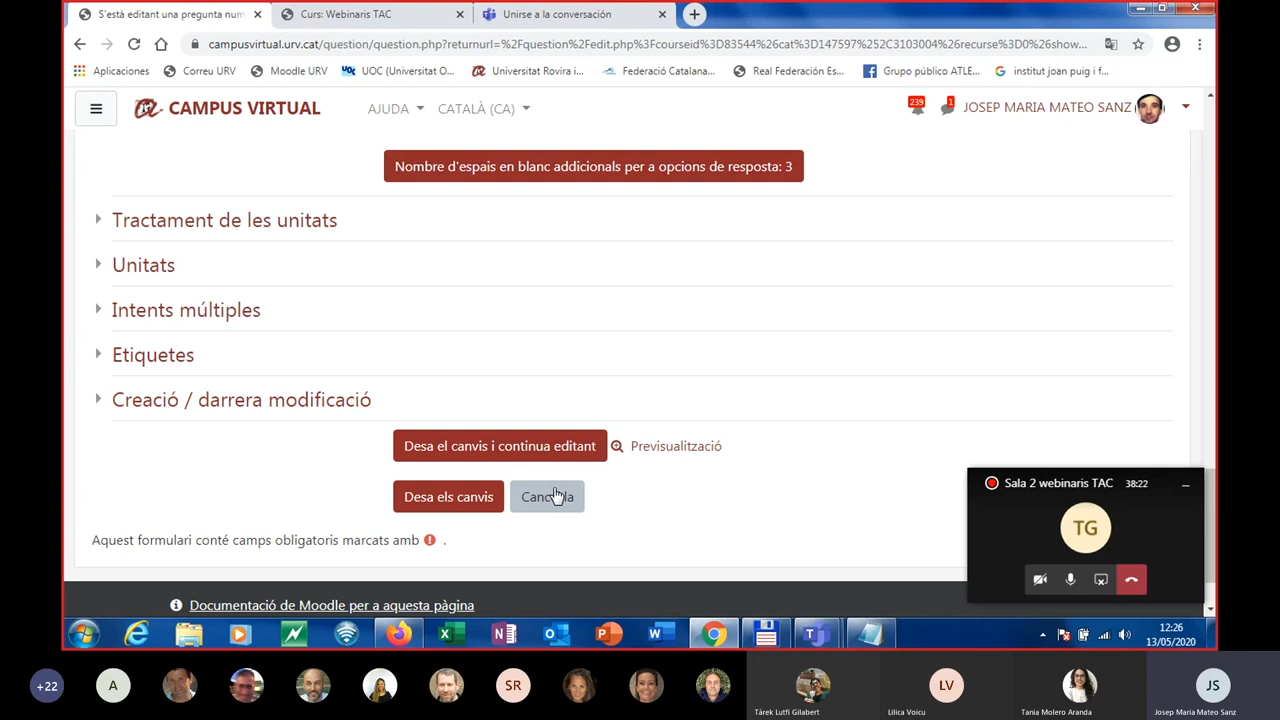 S'està editant una pregunta num
Curs: Webinaris TAC
Unirse a la conversación
campusvirtual.urv.cat/question/question.php?returnurl=%2Fquestion%2Fedit.php%3Fcourseid%3D83544%26cat%3D147597%252C3103004%26recurse%3D0%26show...
Aplicaciones
Correu URV
Moodle URV
UOC (Universitat O...
Universitat Rovira i...
Federació Catalana...
Real Federación Es...
Grupo público ATLE...
institut joan puig i f...
CAMPUS VIRTUAL
AJUDA
CATALÀ (CA)
239
1
JOSEP MARIA MATEO SANZ
Nombre d'espais en blanc addicionals per a opcions de resposta: 3
Tractament de les unitats
Unitats
Intents múltiples
Etiquetes
Creació / darrera modificació
Desa el canvis i continua editant
Previsualització
Desa els canvis
Aquest formulari conté camps obligatoris marcats amb .
Documentació de Moodle per a aquesta pàgina
Sala 2 webinaris TAC
38:22
TG
12:26
13/05/2020
+22
A
SR
Tàrek Lutfi Gilabert
LV
Lilica Voicu
Tania Molero Aranda
JS
Josep Maria Mateo Sanz